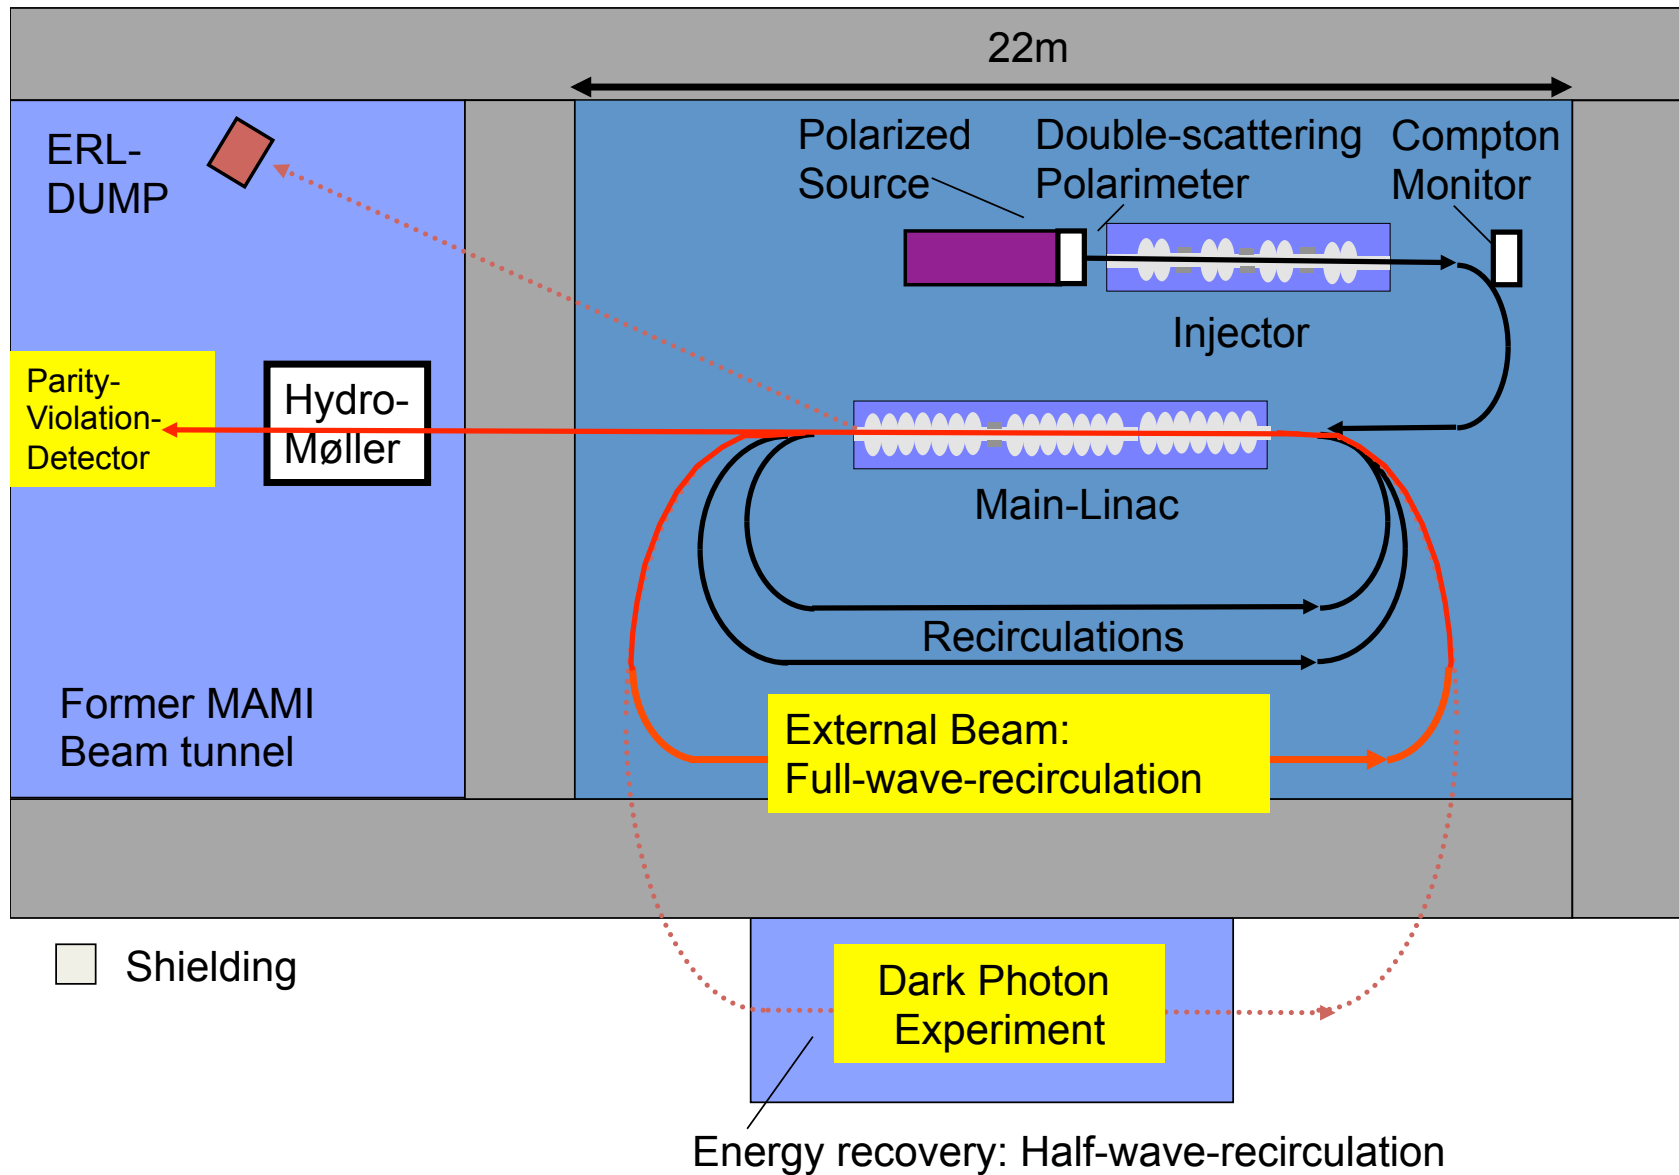 22m
ERL-
DUMP
Polarized
Source
Double-scattering
Polarimeter
Compton
Monitor
Injector
Parity-
Violation-
Detector
Hydro-
Møller
Main-Linac
Recirculations
Former MAMI
Beam tunnel
External Beam:
Full-wave-recirculation
Shielding
Dark Photon
Experiment
Energy recovery: Half-wave-recirculation